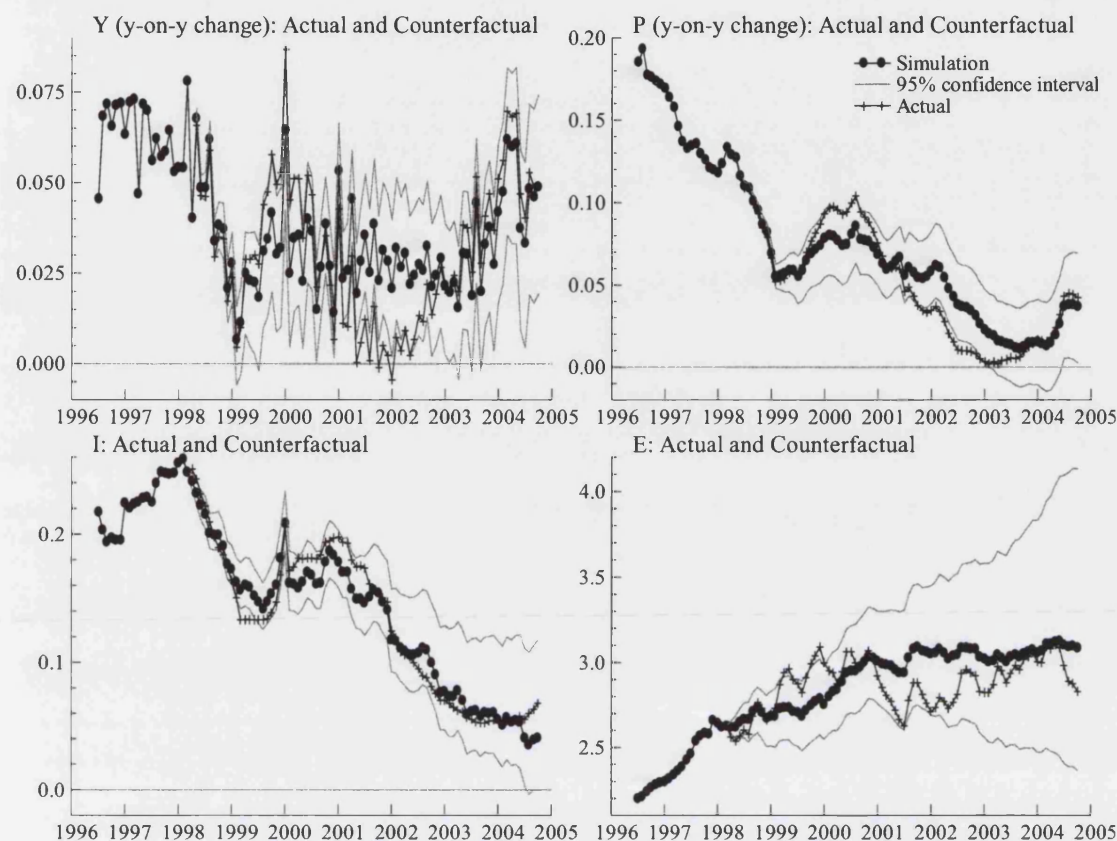 Y (y-on-y change): Actual and Counterfactual
0.075
0.050
0.025
0.000
1996 1997 1998 1999 2000 2001 2002 2003 2004 2005
P (y-on-y change): Actual and Counterfactual
0.20
Simulation
95% confidence interval
Actual
0.15
0.10
0.05
0.00
1996 1997 1998 1999 2000 2001 2002 2003 2004 2005
I: Actual and Counterfactual
0.2
0.1
0.0
1996 1997 1998 1999 2000 2001 2002 2003 2004 2005
E: Actual and Counterfactual
4.0
3.5
3.0
2.5
1996 1997 1998 1999 2000 2001 2002 2003 2004 2005